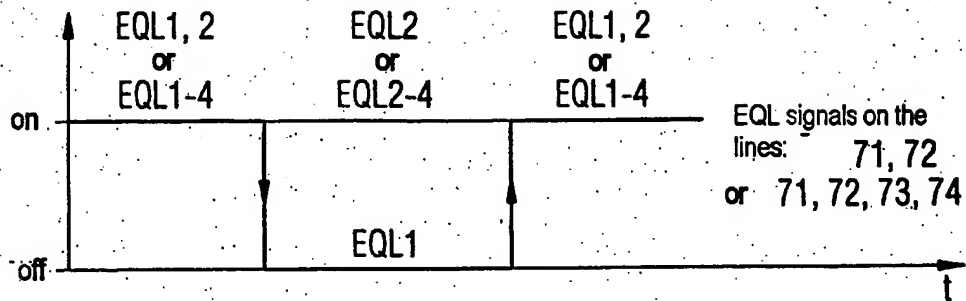 EQL1, 2
or
EQL1-4
EQL2
or
EQL2-4
EQL1, 2
or
EQL1-4
on
EQL signals on the
lines: 71, 72
or 71, 72, 73, 74
EQL1
off
t